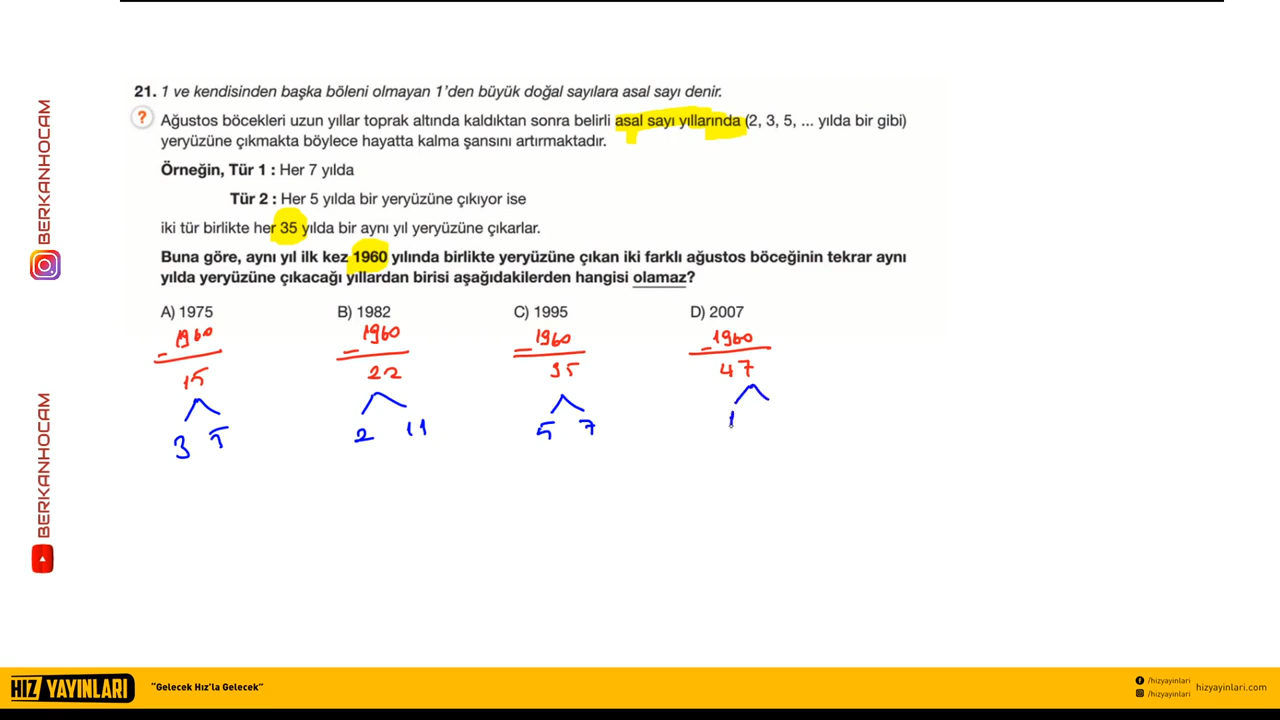 21. 1 ve kendisinden başka böleni olmayan 1'den büyük doğal sayılara asal sayı denir.
? Ağustos böcekleri uzun yıllar toprak altında kaldıktan sonra belirli asal sayı yıllarında (2, 3, 5, ... yılda bir gibi)
yeryüzüne çıkmakta böylece hayatta kalma şansını artırmaktadır.
Örneğin, Tür 1 : Her 7 yılda
Tür 2 : Her 5 yılda bir yeryüzüne çıkıyor ise
iki tür birlikte her 35 yılda bir aynı yıl yeryüzüne çıkarlar.
Buna göre, aynı yıl ilk kez 1960 yılında birlikte yeryüzüne çıkan iki farklı ağustos böceğinin tekrar aynı
yılda yeryüzüne çıkacağı yıllardan birisi aşağıdakilerden hangisi olamaz?
A) 1975 B) 1982 C) 1995 D) 2007
- 1960 - 1960 - 1960 - 1960
15 22 35 47
3 5 2 11 5 7 1
BERKANHOCAM
BERKANHOCAM
HIZ YAYINLARI
"Gelecek Hız'la Gelecek"
/hizyayinlari
/hizyayinlari
hizyayinlari.com